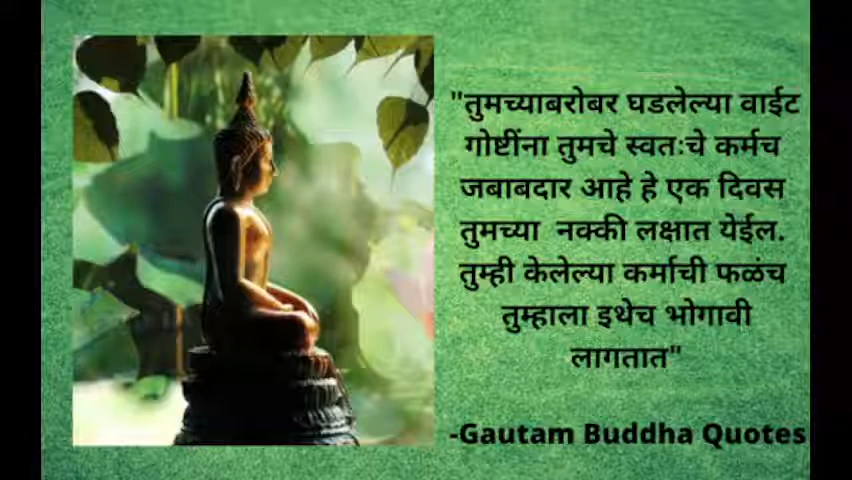 "तुमच्याबरोबर घडलेल्या वाईट
गोष्टींना तुमचे स्वतःचे कर्मच
जबाबदार आहे हे एक दिवस
तुमच्या नक्की लक्षात येईल.
तुम्ही केलेल्या कर्माची फळंच
तुम्हाला इथेच भोगावी
लागतात"
-Gautam Buddha Quotes